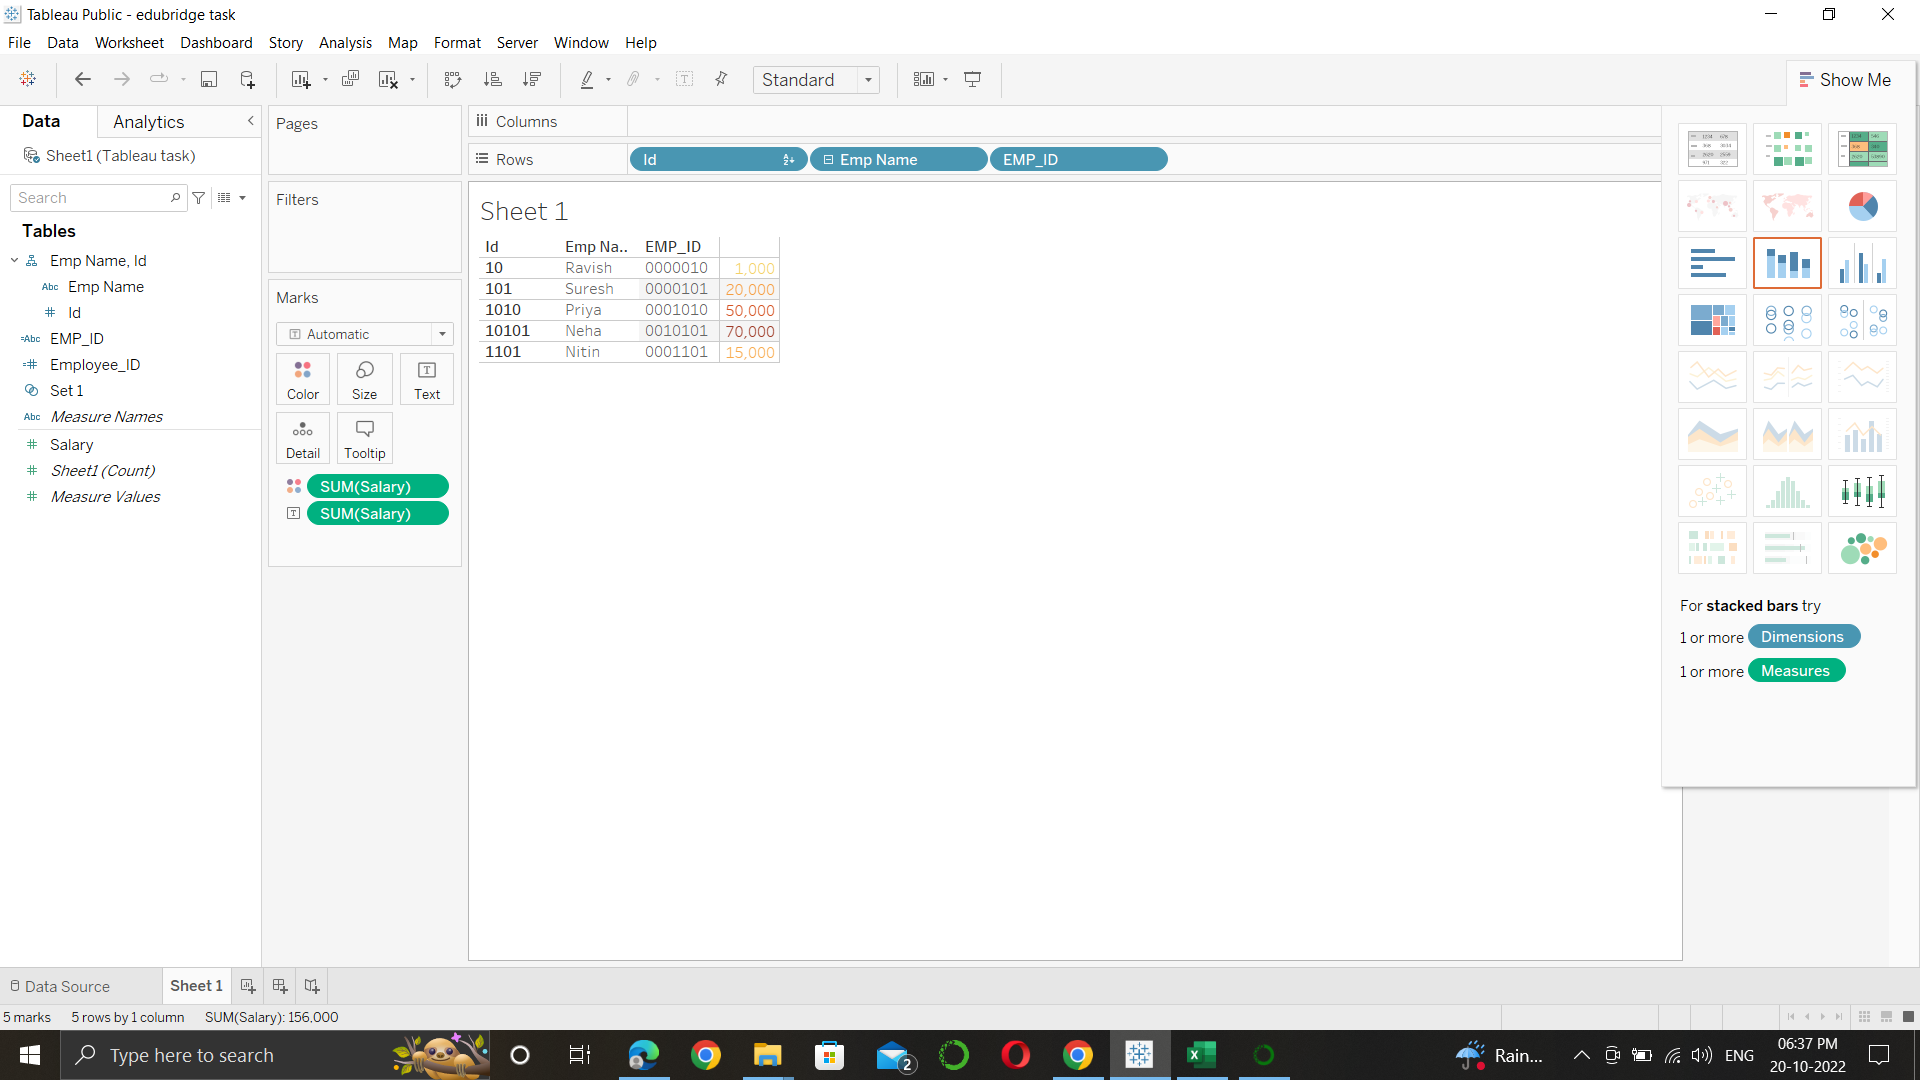 Tableau Public - edubridge task
File Data Worksheet Dashboard Story Analysis Map Format Server Window Help
Standard
Show Me
Data Analytics
Pages
Columns
Sheet1 (Tableau task)
Rows Id Emp Name EMP_ID
Search
Filters
Tables
Sheet 1
Emp Name, Id
Abc Emp Name
Id
Abc EMP_ID
Employee_ID
Set 1
Abc Measure Names
Salary
Sheet1 (Count)
Measure Values
Marks
Automatic
Color Size Text
Detail Tooltip
SUM(Salary)
SUM(Salary)
Id Emp Na.. EMP_ID
10 Ravish 0000010 1,000
101 Suresh 0000101 20,000
1010 Priya 0001010 50,000
10101 Neha 0010101 70,000
1101 Nitin 0001101 15,000
For stacked bars try
1 or more Dimensions
1 or more Measures
Data Source Sheet 1
5 marks 5 rows by 1 column SUM(Salary): 156,000
Type here to search
2
Rain...
ENG
06:37 PM
20-10-2022